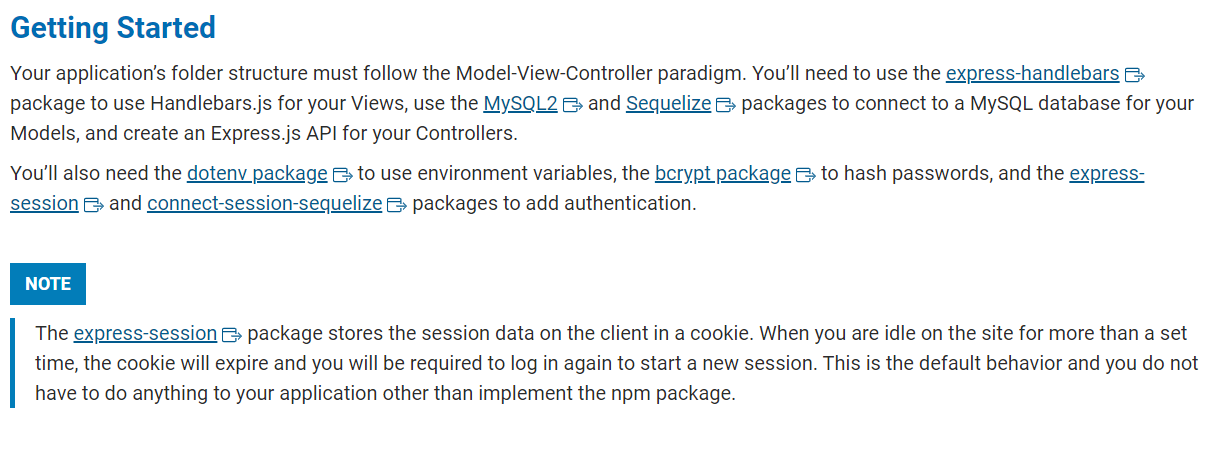 Getting Started
Your application’s folder structure must follow the Model-View-Controller paradigm. You’ll need to use the express-handlebars
package to use Handlebars.js for your Views, use the MySQL2 and Sequelize packages to connect to a MySQL database for your
Models, and create an Express.js API for your Controllers.
You’ll also need the dotenv package to use environment variables, the bcrypt package to hash passwords, and the express-
session and connect-session-sequelize packages to add authentication.
NOTE
The express-session package stores the session data on the client in a cookie. When you are idle on the site for more than a set
time, the cookie will expire and you will be required to log in again to start a new session. This is the default behavior and you do not
have to do anything to your application other than implement the npm package.